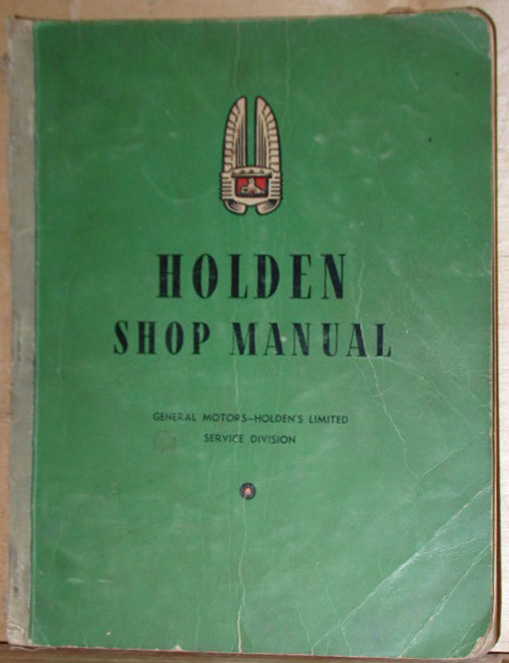 HOLDEN
SHOP MANUAL
GENERAL MOTORS-HOLDEN'S LIMITED
SERVICE DIVISION